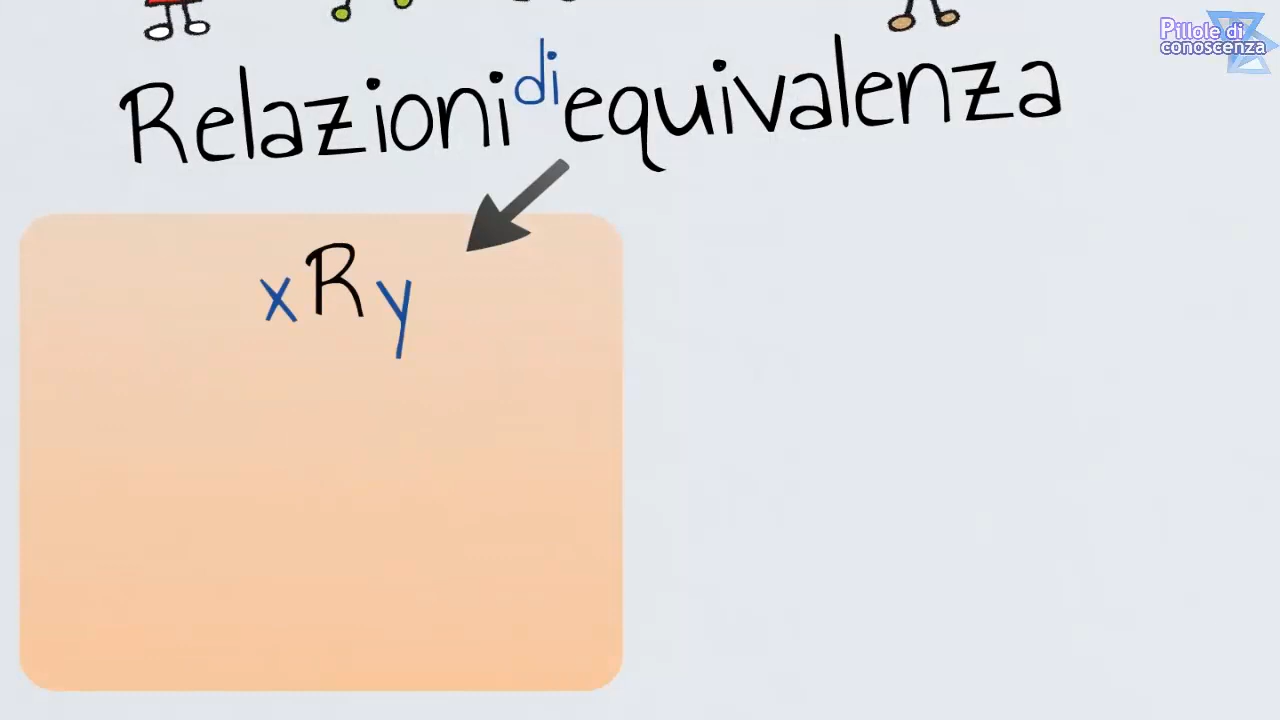 Pillole di
conoscenza
Relazioni di equivalenza
x R y